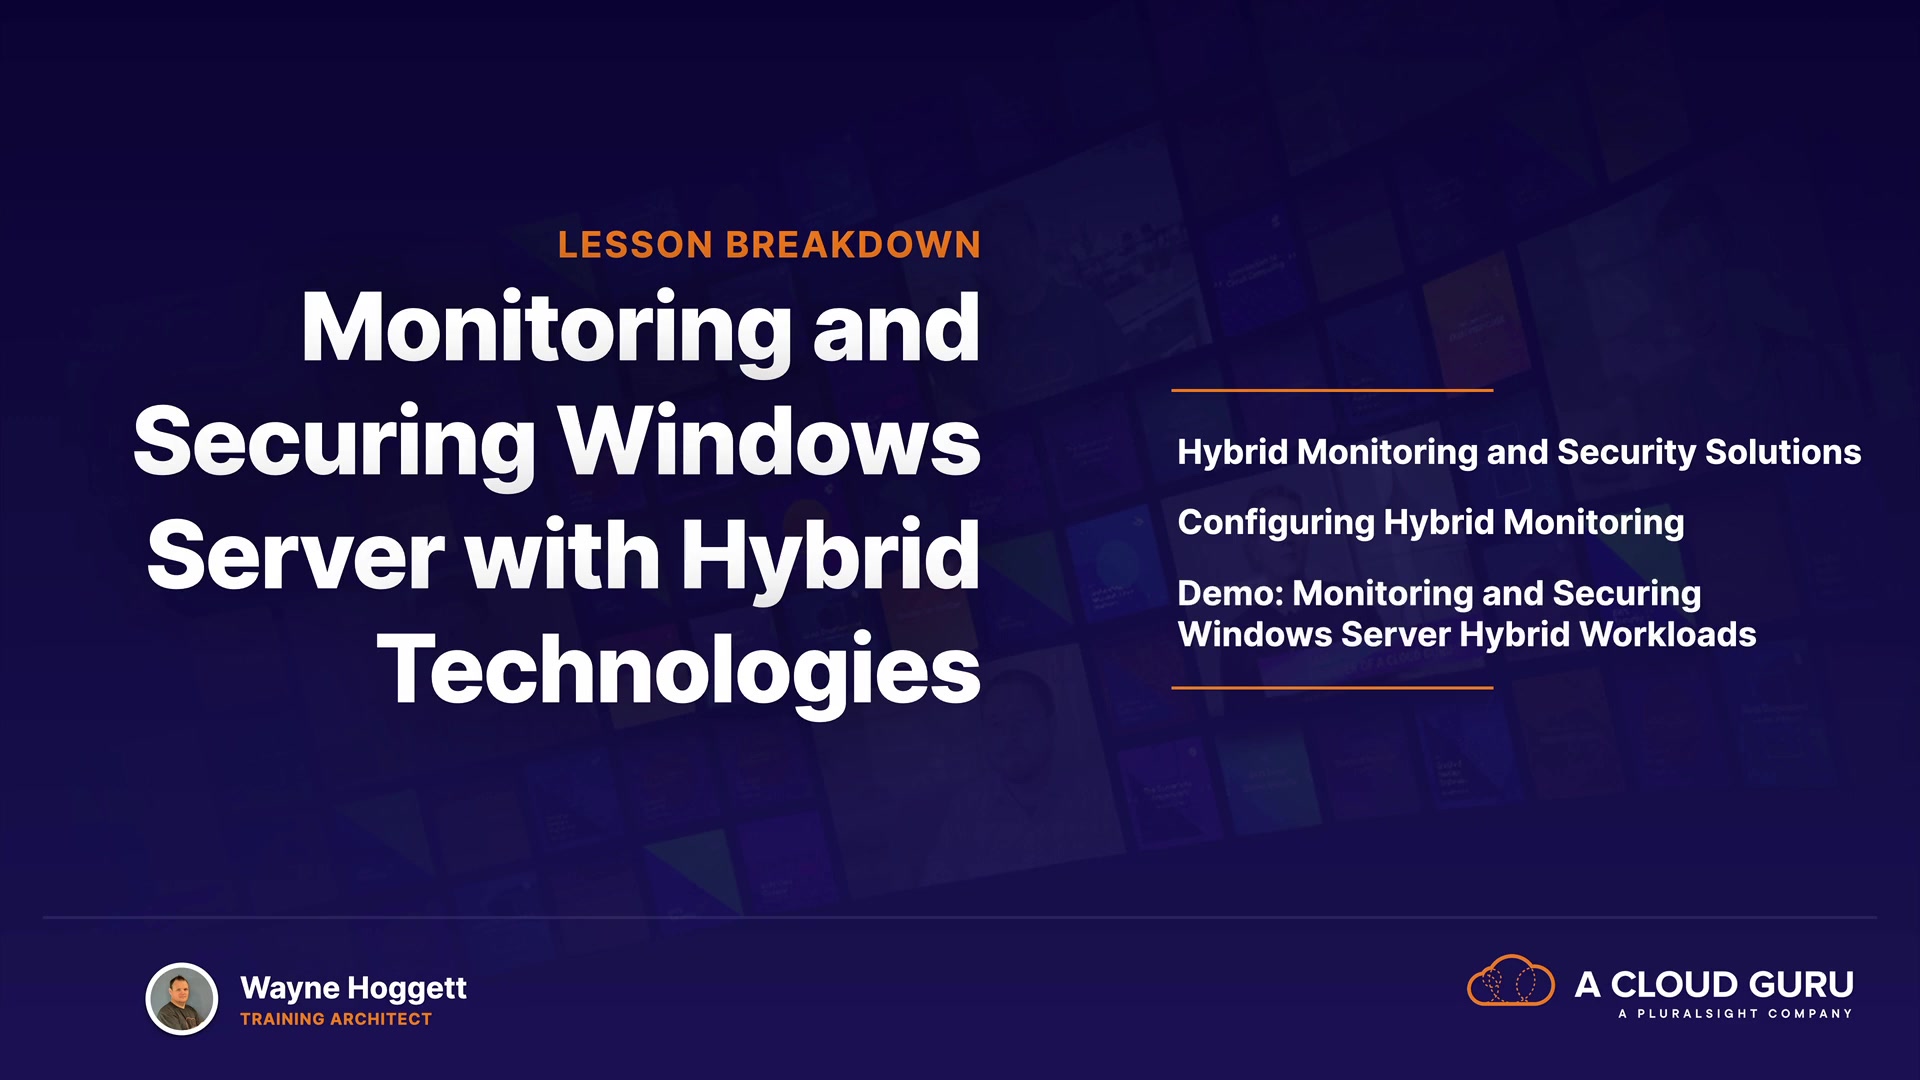 LESSON BREAKDOWN
Monitoring and
Securing Windows
Server with Hybrid
Technologies
Hybrid Monitoring and Security Solutions
Configuring Hybrid Monitoring
Demo: Monitoring and Securing
Windows Server Hybrid Workloads
Wayne Hoggett
TRAINING ARCHITECT
A CLOUD GURU
A PLURALSIGHT COMPANY